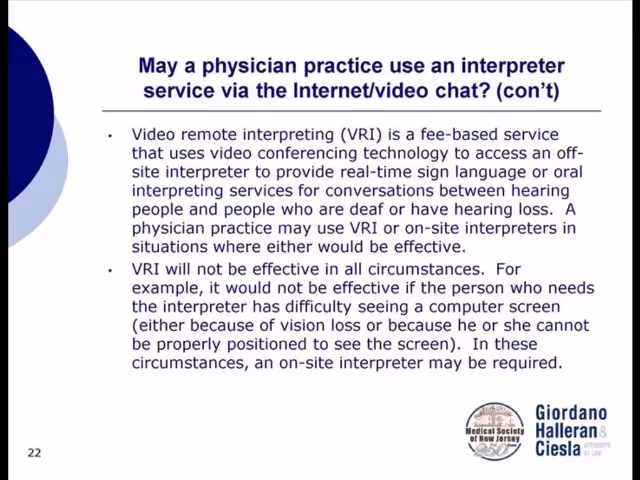 May a physician practice use an interpreter
service via the Internet/video chat? (con't)
• Video remote interpreting (VRI) is a fee-based service
that uses video conferencing technology to access an off-
site interpreter to provide real-time sign language or oral
interpreting services for conversations between hearing
people and people who are deaf or have hearing loss. A
physician practice may use VRI or on-site interpreters in
situations where either would be effective.
• VRI will not be effective in all circumstances. For
example, it would not be effective if the person who needs
the interpreter has difficulty seeing a computer screen
(either because of vision loss or because he or she cannot
be properly positioned to see the screen). In these
circumstances, an on-site interpreter may be required.
Medical Society
of New Jersey
250
Giordano
Halleran &
Ciesla
ATTORNEYS
AT LAW
22